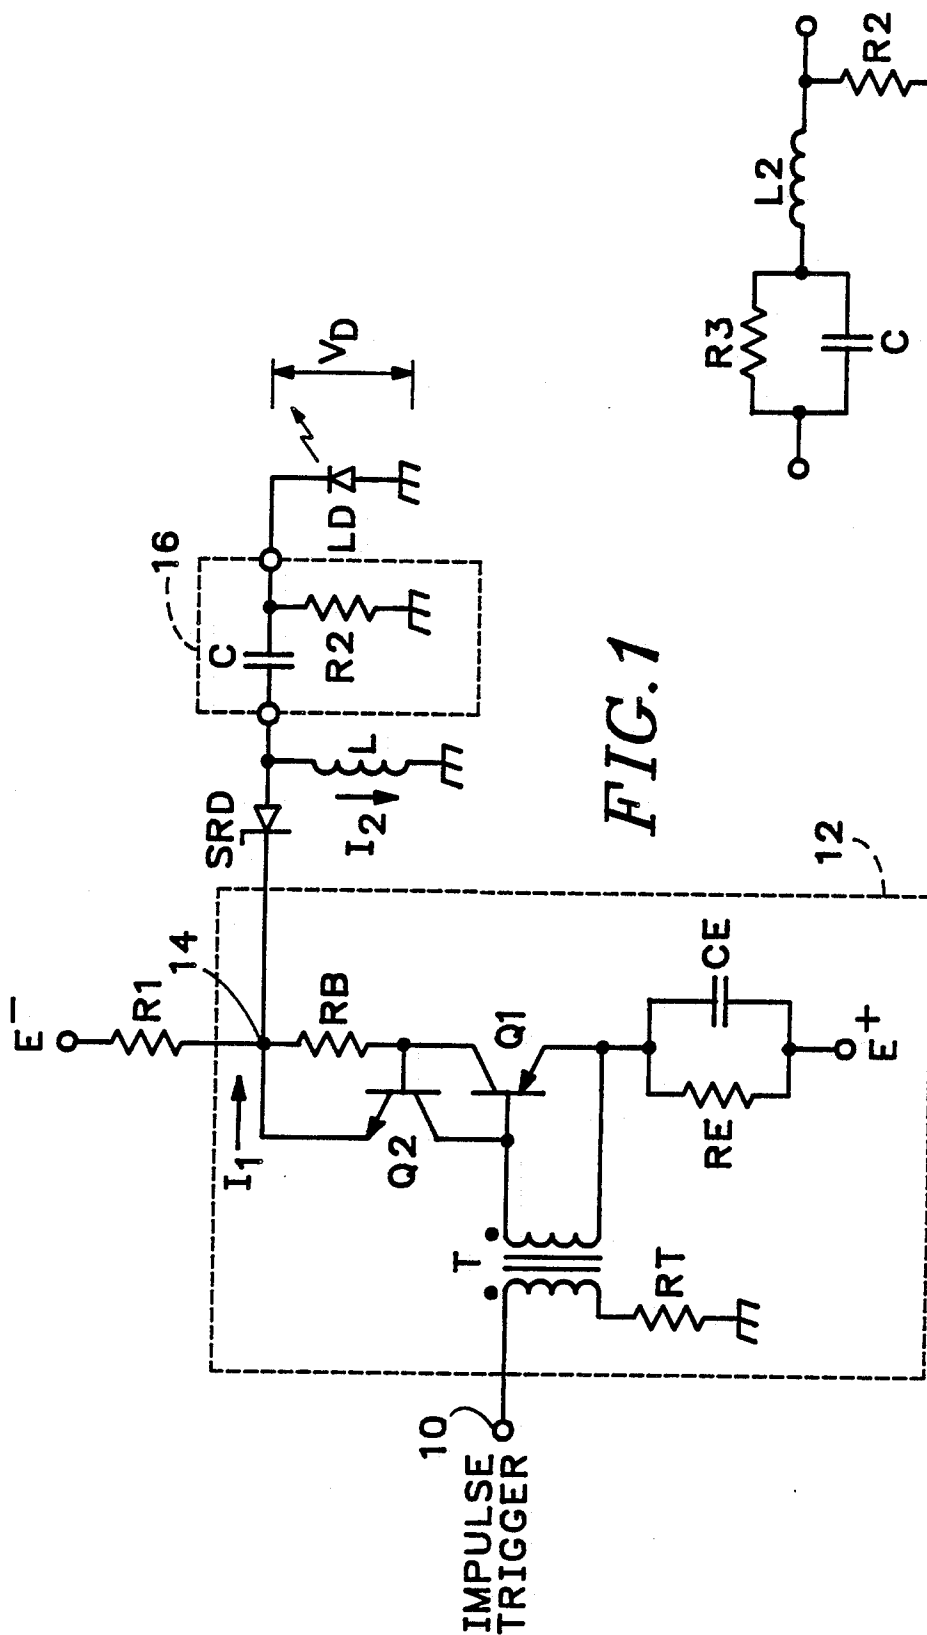 E−
R1
14
I1
RB
Q2
Q1
T
RT
RE
CE
E+
10
IMPULSE
TRIGGER
12
SRD
I2
L
16
C
R2
LD
VD
FIG.1
R3
C
L2
R2